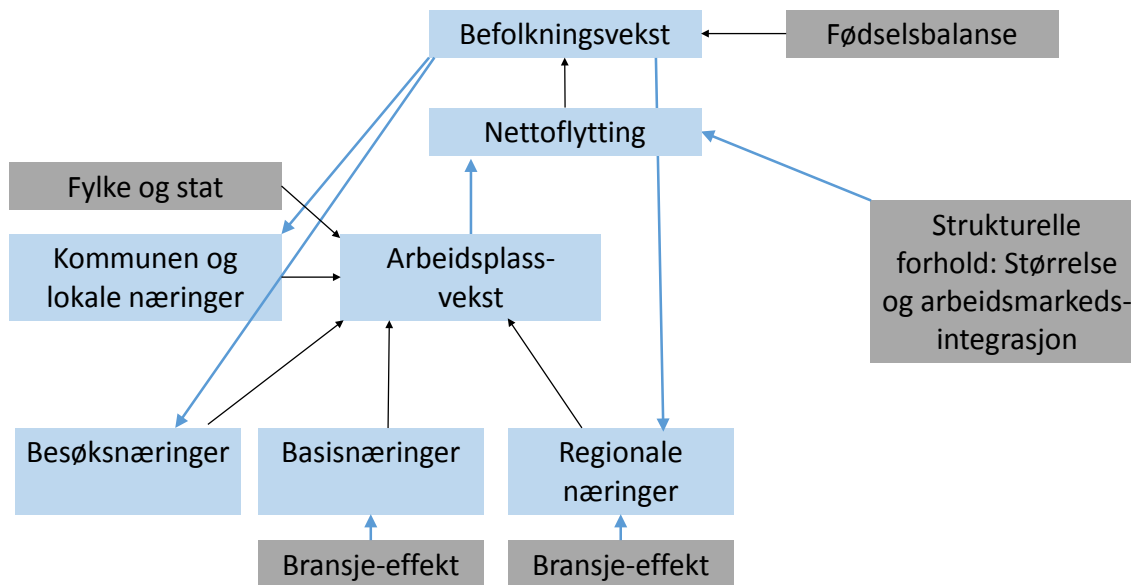 Befolkningsvekst
Fødselsbalanse
Nettoflytting
Fylke og stat
Kommunen og
lokale næringer
Arbeidsplass-
vekst
Strukturelle
forhold: Størrelse
og arbeidsmarkeds-
integrasjon
Besøksnæringer
Basisnæringer
Regionale
næringer
Bransje-effekt
Bransje-effekt